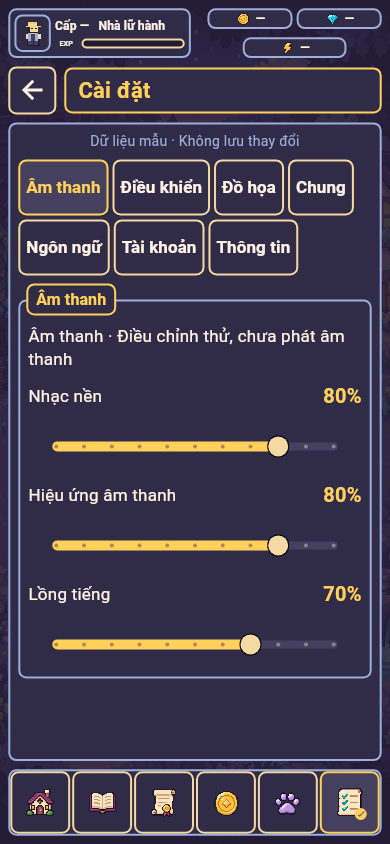 Cấp — Nhà lữ hành
EXP
—
—
—
Cài đặt
Dữ liệu mẫu · Không lưu thay đổi
Âm thanh
Điều khiển
Đồ họa
Chung
Ngôn ngữ
Tài khoản
Thông tin
Âm thanh
Âm thanh · Điều chỉnh thử, chưa phát âm
thanh
Nhạc nền 80%
Hiệu ứng âm thanh 80%
Lồng tiếng 70%